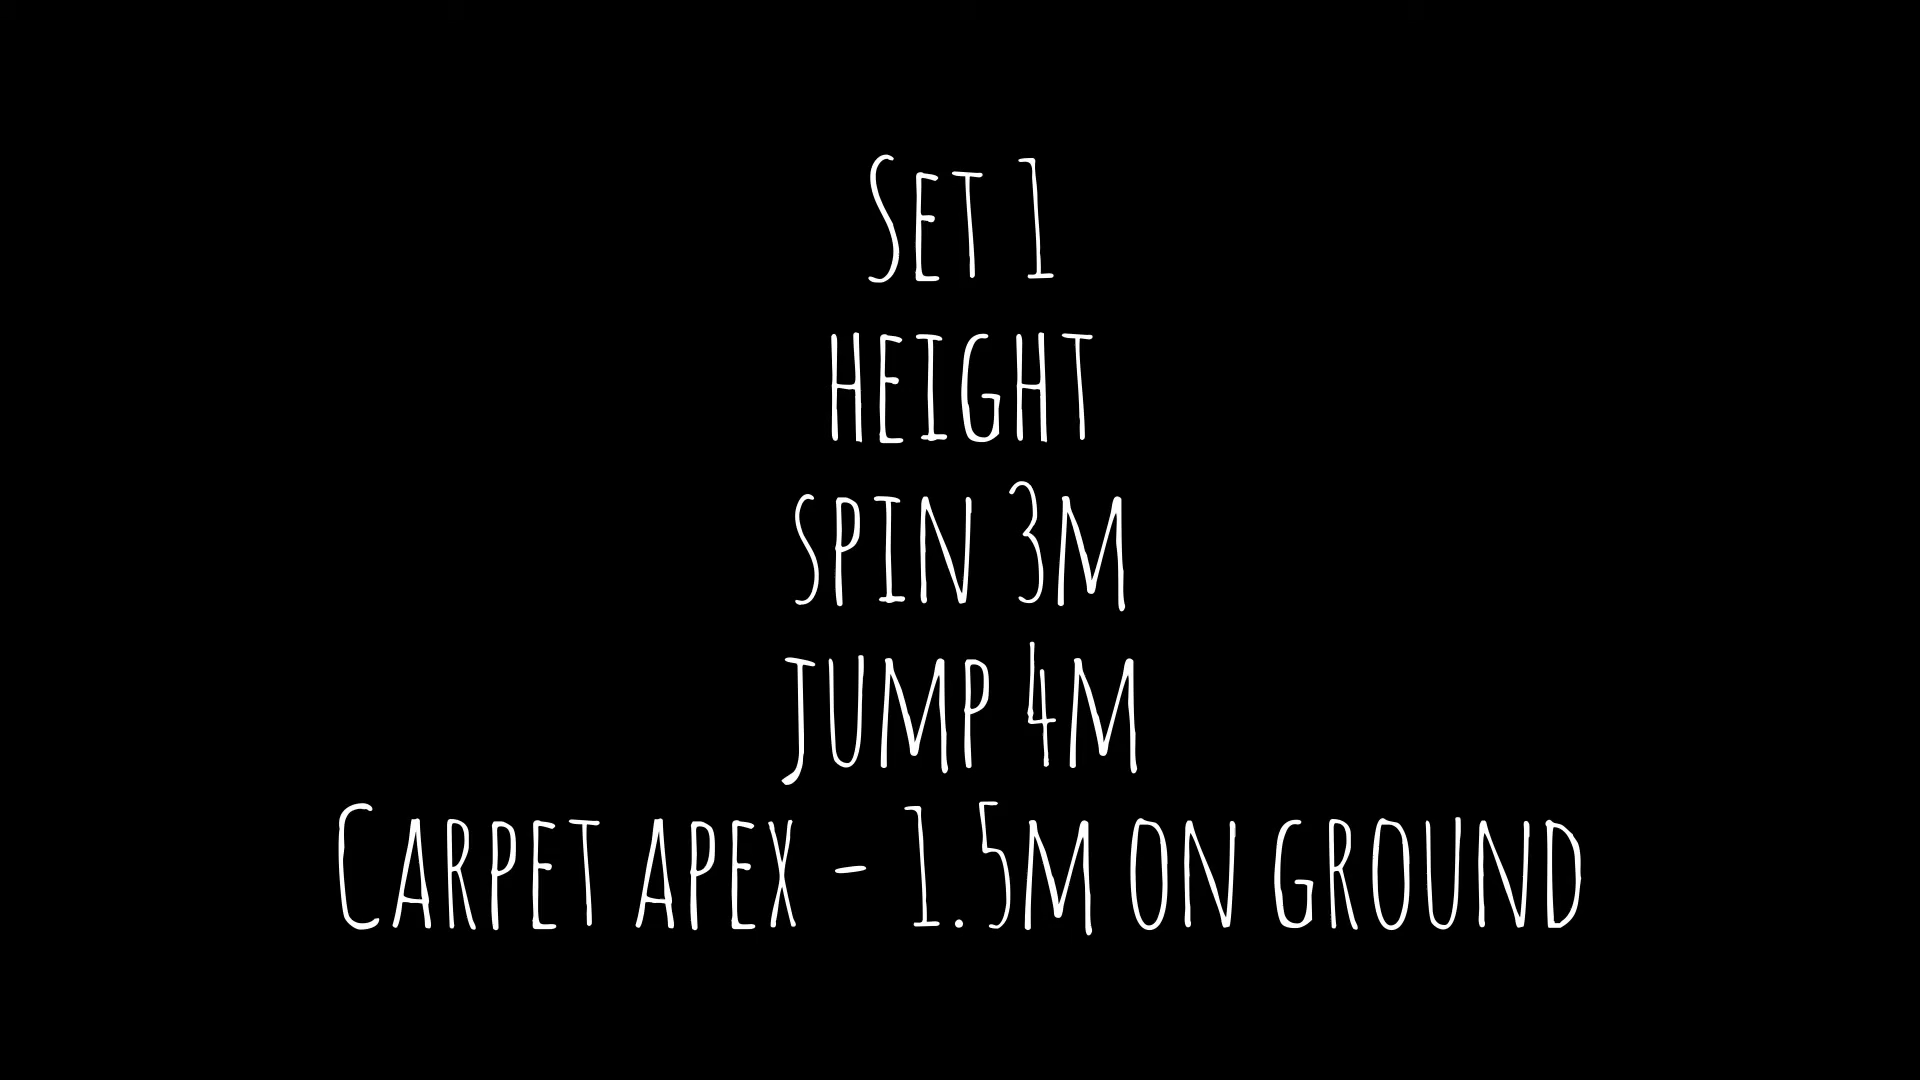 Set 1
height
spin 3m
jump 4m
Carpet apex - 1.5m on ground